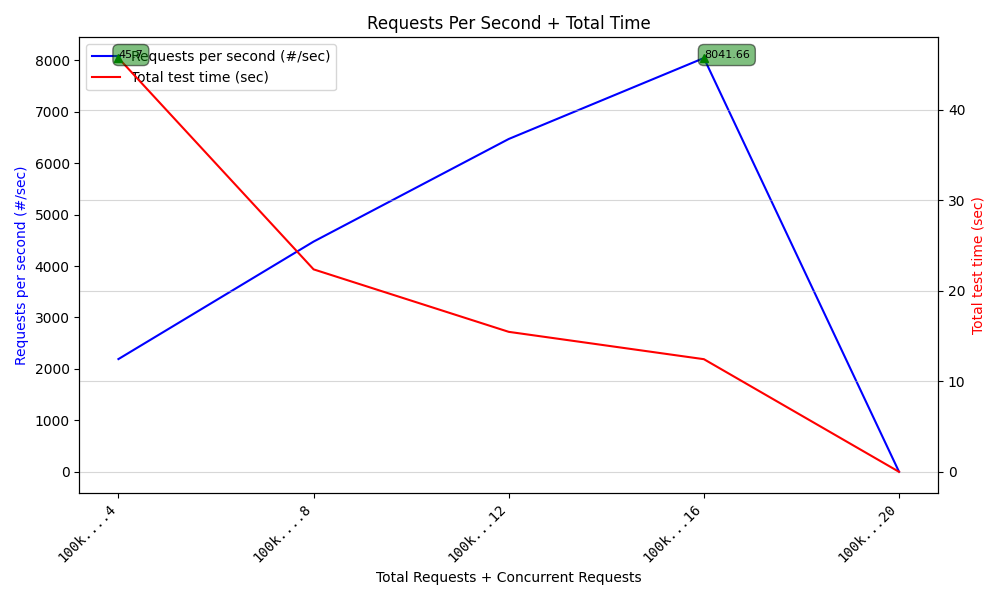 Requests Per Second + Total Time
Requests per second (#/sec)
Total test time (sec)
45.7
8041.66
8000
7000
6000
5000
4000
3000
2000
1000
0
Requests per second (#/sec)
40
30
20
10
0
Total test time (sec)
100k....4
100k....8
100k...12
100k...16
100k...20
Total Requests + Concurrent Requests